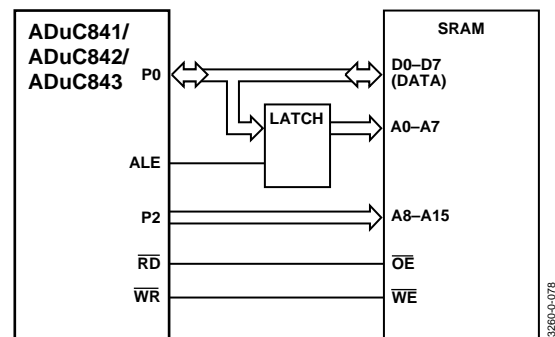 ADuC841/
ADuC842/
ADuC843
SRAM
P0
D0–D7
(DATA)
LATCH
A0–A7
ALE
P2
A8–A15
RD
OE
WR
WE
3260-0-078